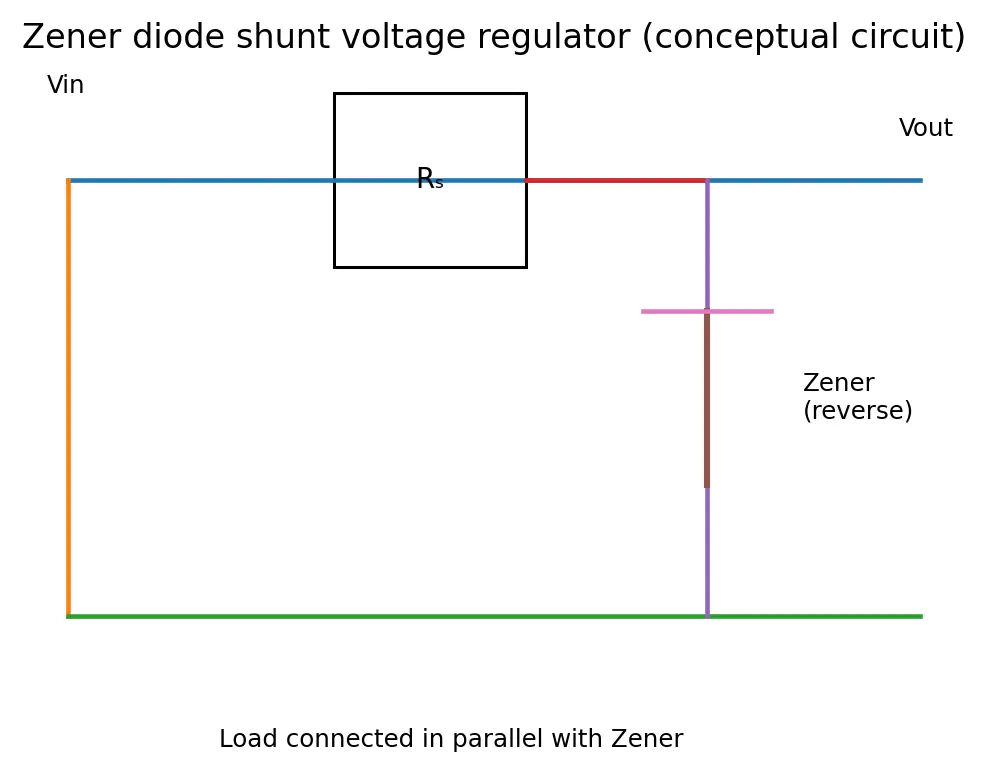 Zener diode shunt voltage regulator (conceptual circuit)
Vin
Vout
Rₛ
Zener
(reverse)
Load connected in parallel with Zener